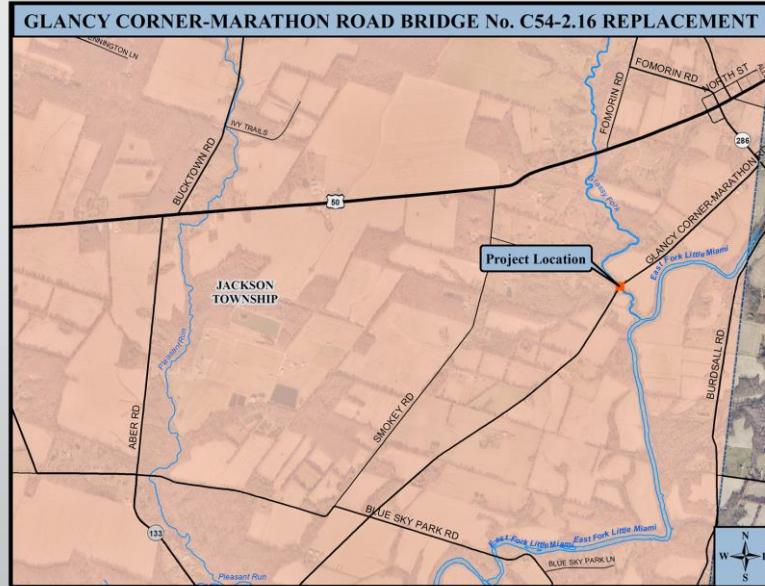 GLANCY CORNER-MARATHON ROAD BRIDGE No. C54-2.16 REPLACEMENT
FOMORIN RD
NORTH ST
FOMORIN RD
IVY TRAILS
BUCKTOWN RD
286
50
GLANCY CORNER-MARATHON RD
Project Location
East Fork Little Miami
JACKSON
TOWNSHIP
Pleasant Run
BURDSALL RD
SMOKEY RD
ABER RD
BLUE SKY PARK RD
133
East Fork Little Miami
East Fork Little Miami
BLUE SKY PARK LN
Pleasant Run
N
W
E
S